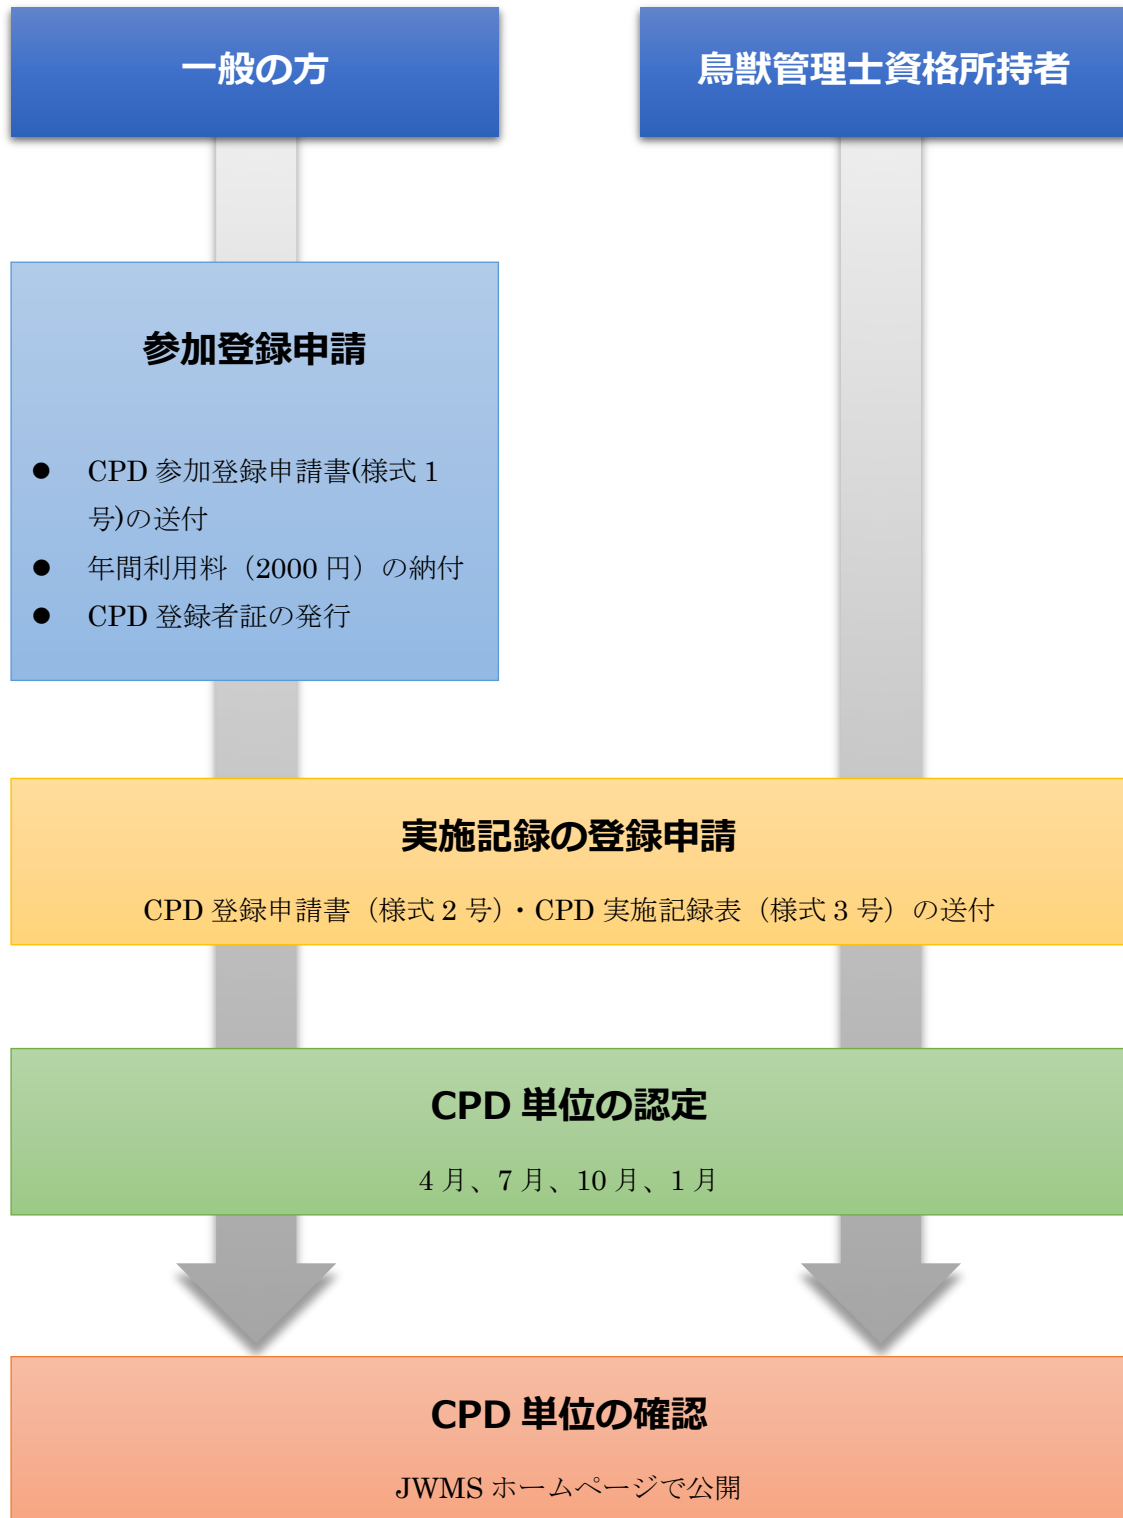 一般の方
鳥獣管理士資格所持者
参加登録申請
● CPD 参加登録申請書(様式 1
号)の送付
● 年間利用料（2000 円）の納付
● CPD 登録者証の発行
実施記録の登録申請
CPD 登録申請書（様式 2 号）・CPD 実施記録表（様式 3 号）の送付
CPD 単位の認定
4 月、7 月、10 月、1 月
CPD 単位の確認
JWMS ホームページで公開